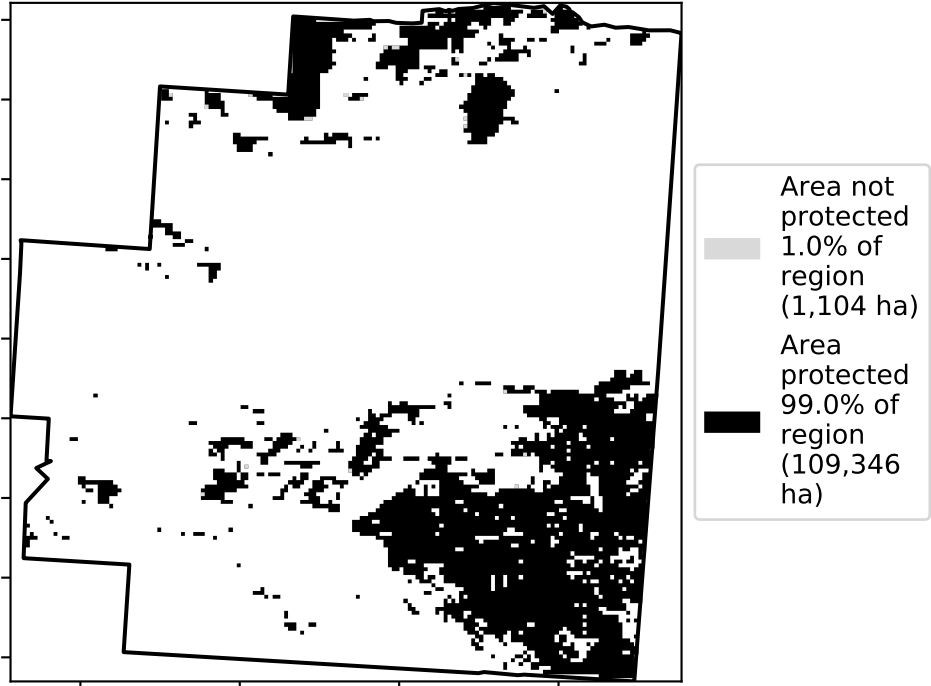 Area not
protected
1.0% of
region
(1,104 ha)
Area
protected
99.0% of
region
(109,346
ha)